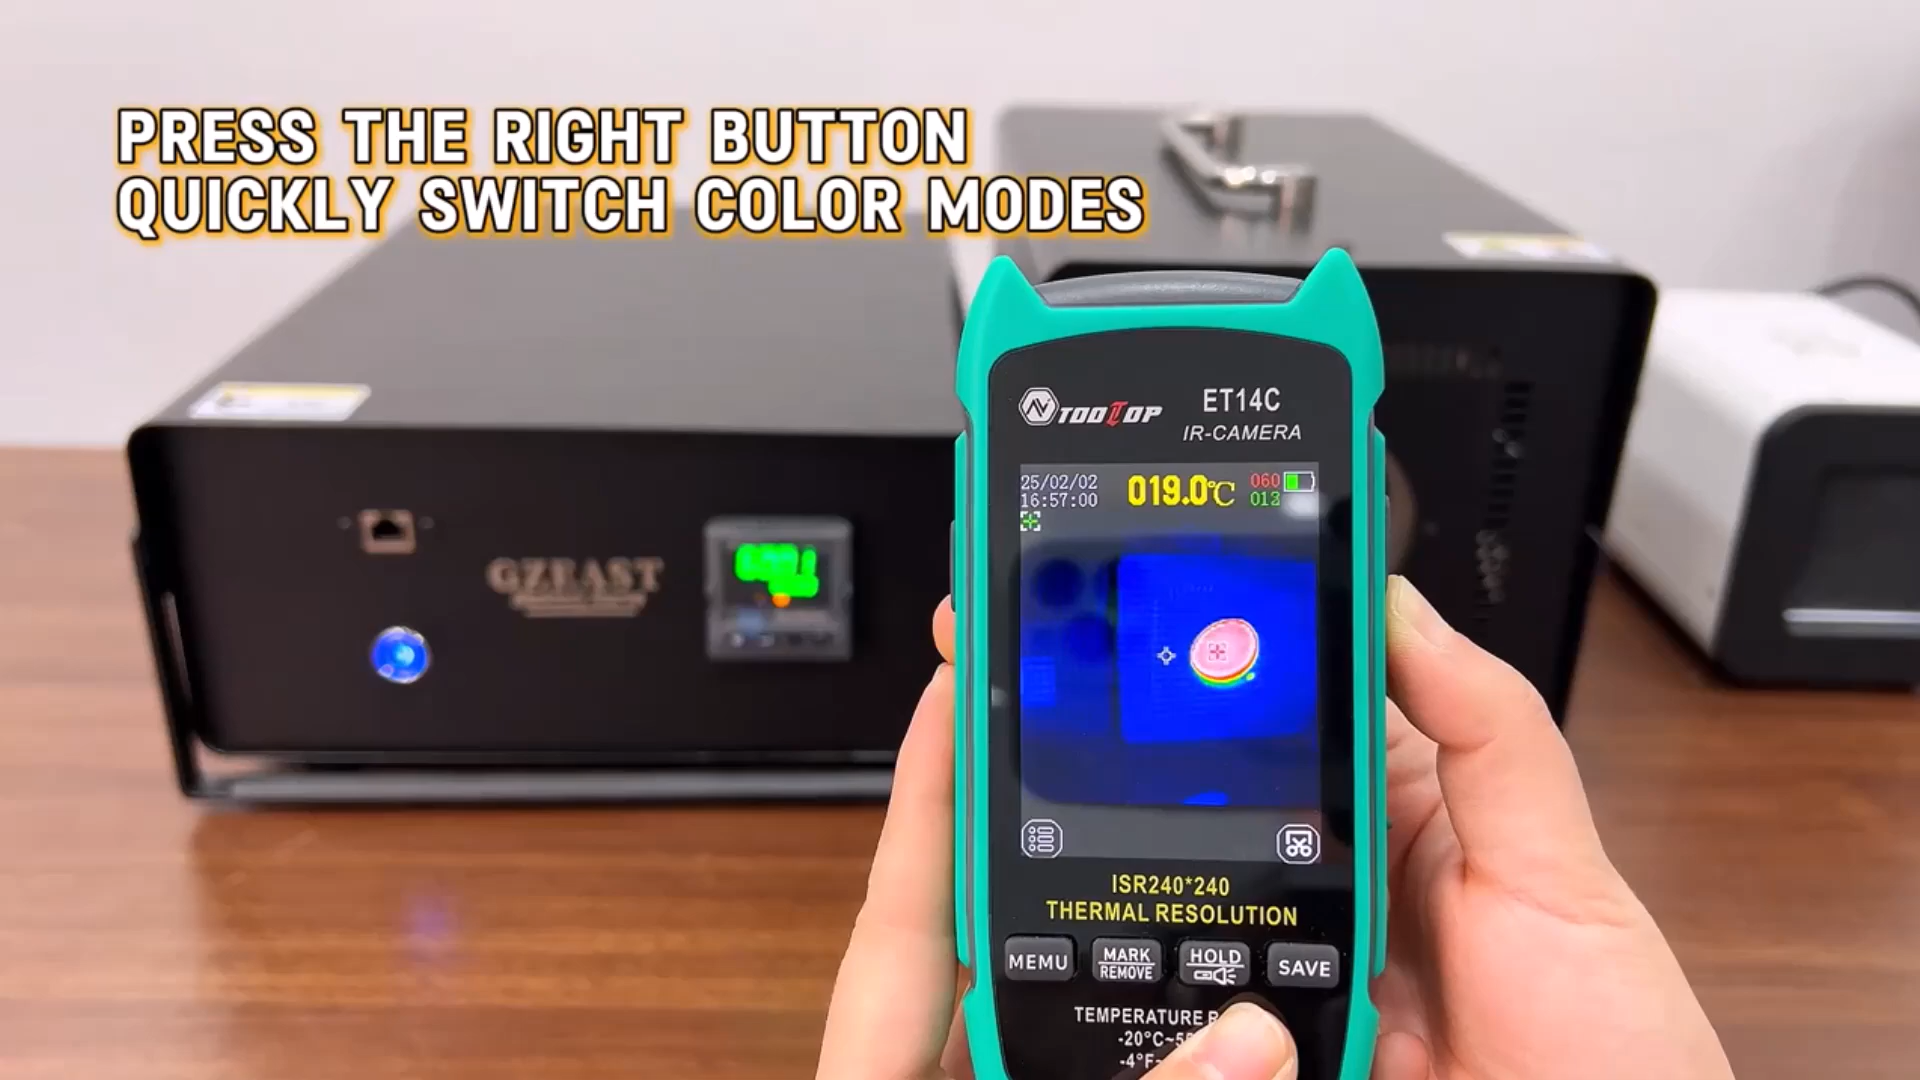 PRESS THE RIGHT BUTTON
QUICKLY SWITCH COLOR MODES
TOOLTOP
ET14C
IR-CAMERA
25/02/02
16:57:00
019.0℃
060
013
GZEAST
ISR240*240
THERMAL RESOLUTION
MEMU
MARK
REMOVE
HOLD
SAVE
TEMPERATURE
-20°C~
-4°F~